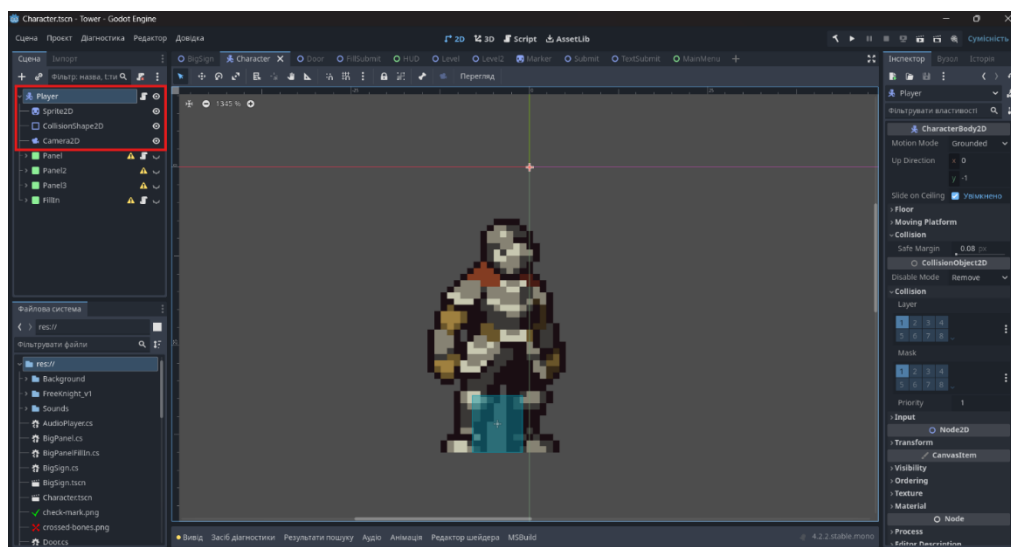 Character.tscn - Tower - Godot Engine
Сцена Проєкт Діагностика Редактор Довідка
2D 3D Script AssetLib
Сумісність
Сцена Імпорт
BigSign Character X Door FillSubmit HUD Level Level2 Marker Submit TextSubmit MainMenu +
Інспектор Вузол Історія
Фільтр: назва, t:ти
Перегляд
Player
Sprite2D
CollisionShape2D
Camera2D
Panel
Panel2
Panel3
FillIn
1345 %
Player
Фільтрувати властивості
CharacterBody2D
Motion Mode Grounded
Up Direction x 0
y -1
Slide on Ceiling Увімкнено
Floor
Moving Platform
Collision
Safe Margin 0.08 px
CollisionObject2D
Disable Mode Remove
Collision
Layer
1 2 3 4
5 6 7 8
Mask
1 2 3 4
5 6 7 8
Priority 1
Input
Node2D
Transform
CanvasItem
Visibility
Ordering
Texture
Material
Node
Process
Editor Description
Файлова система
res://
Фільтрувати файли
res://
Background
FreeKnight_v1
Sounds
AudioPlayer.cs
BigPanel.cs
BigPanelFillIn.cs
BigSign.cs
BigSign.tscn
Character.tscn
check-mark.png
crossed-bones.png
Door.cs
Вивід Засіб діагностики Результати пошуку Аудіо Анімація Редактор шейдера MSBuild
4.2.2.stable.mono